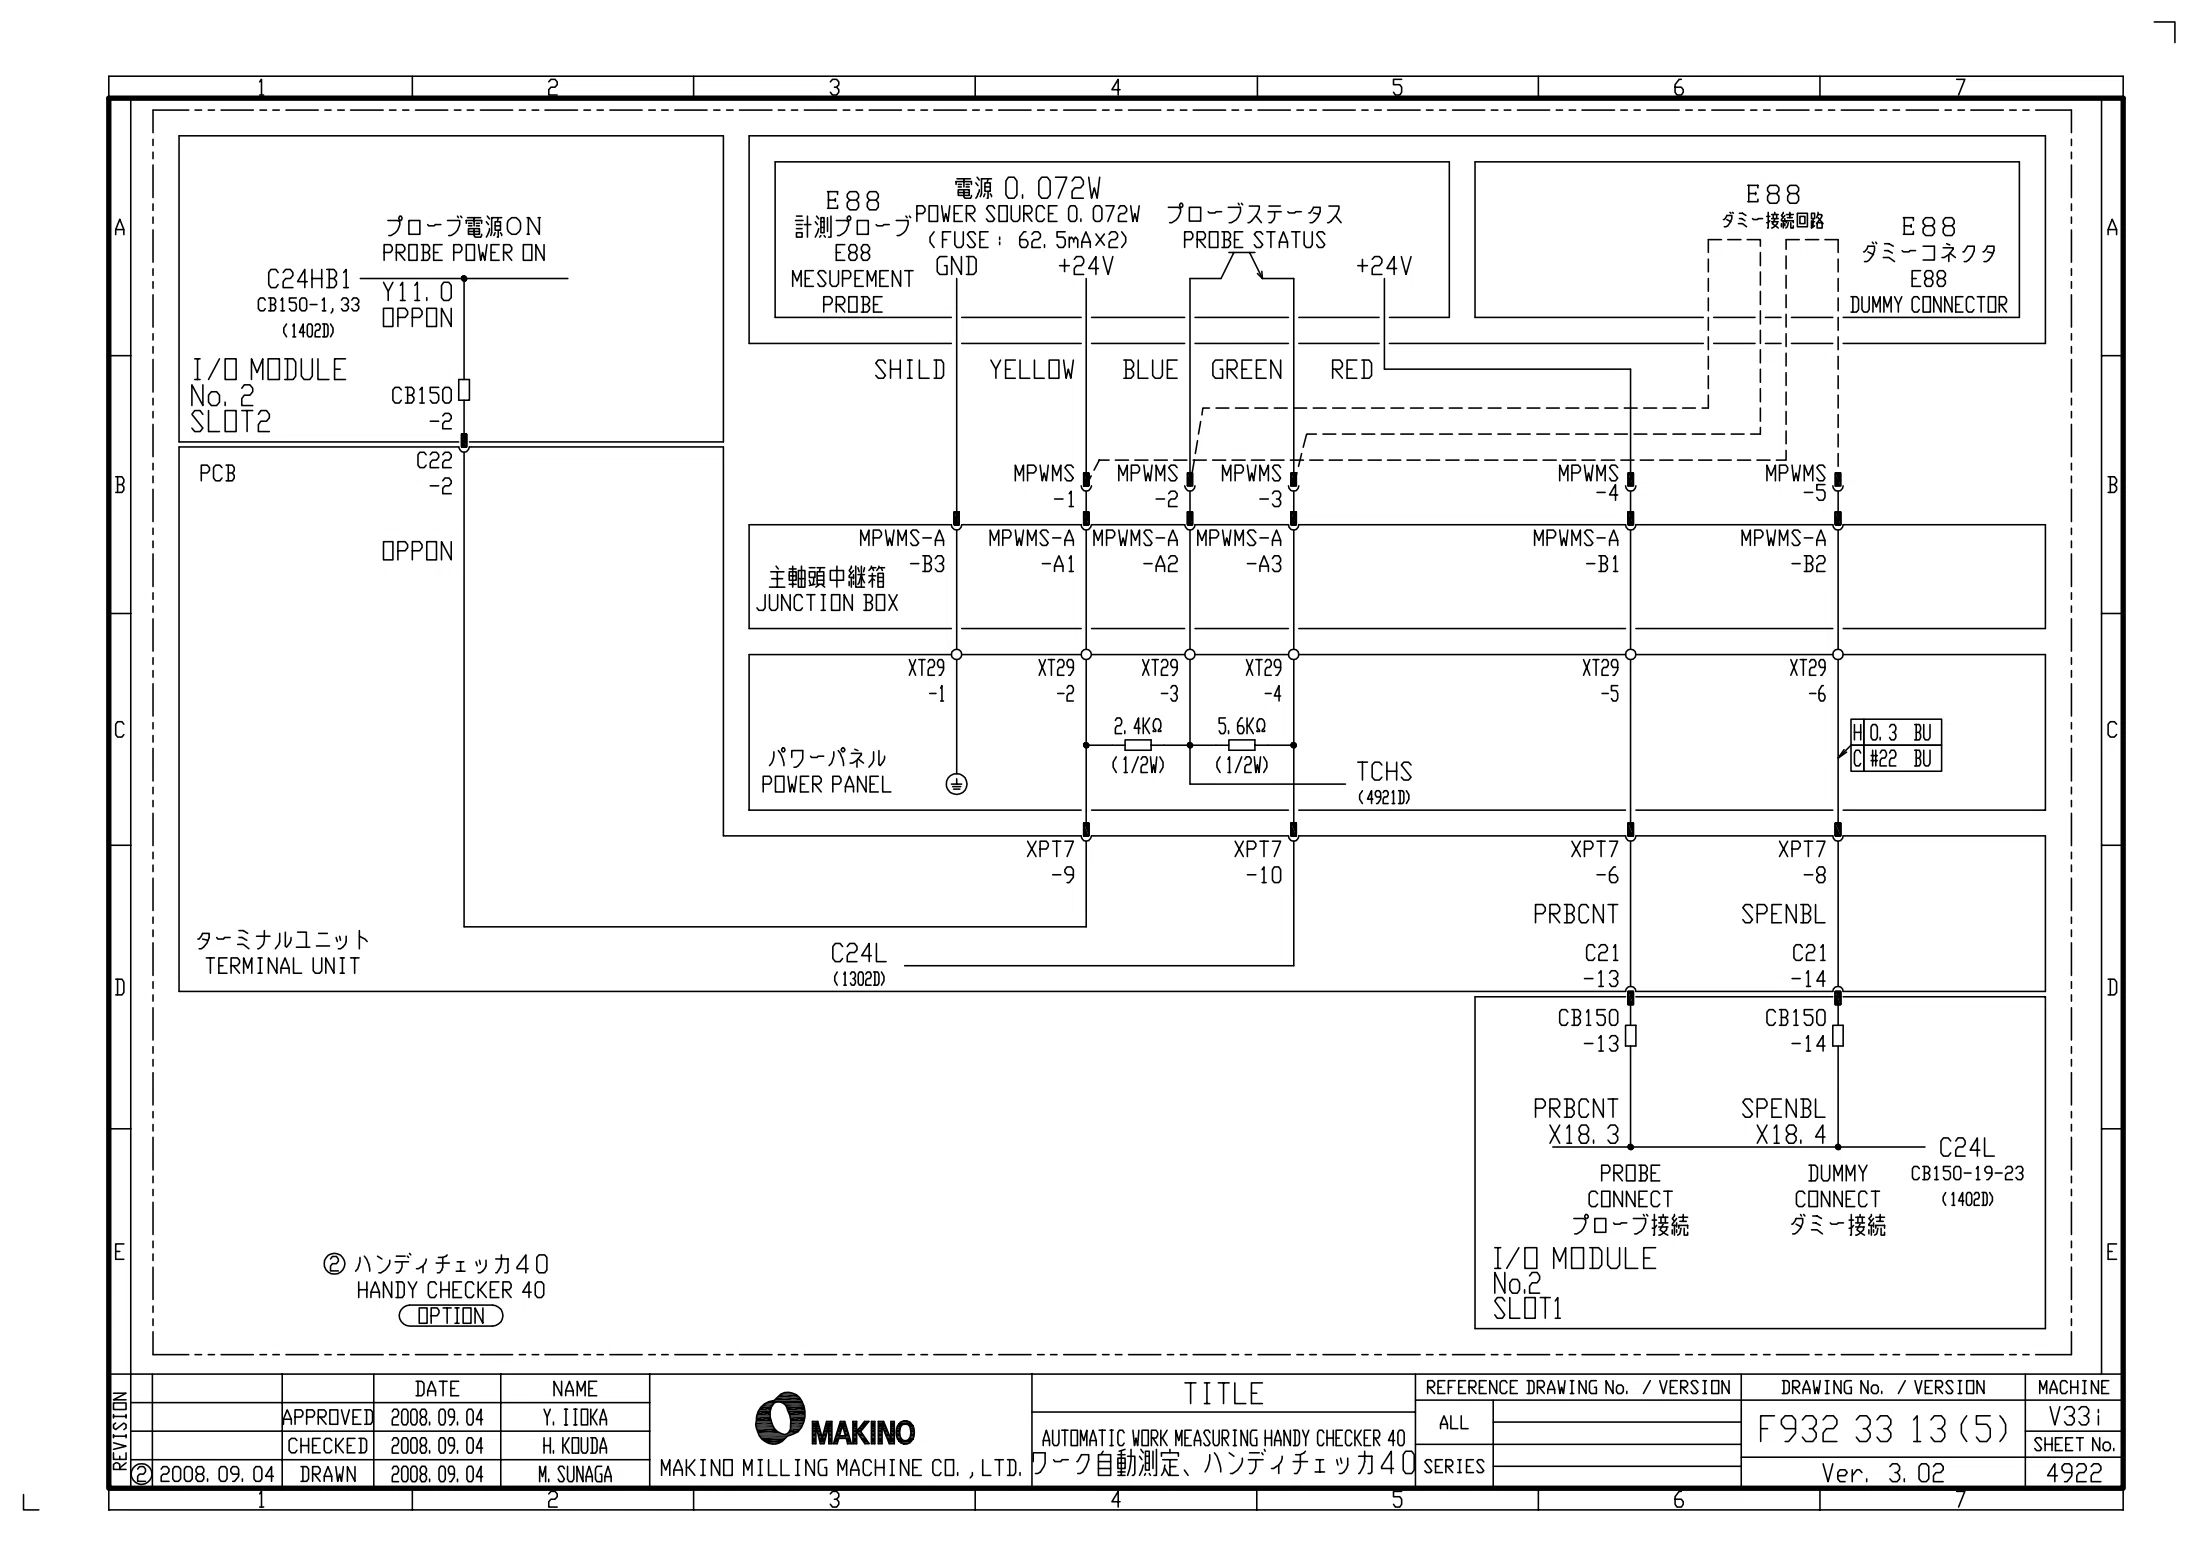 1 2 3 4 5 6 7
A
B
C
D
E
プローブ電源ON
PROBE POWER ON
C24HB1
CB150-1,33
(1402D)
Y11.0
OPPON
I/O MODULE
No.2
SLOT2
CB150
-2
PCB
C22
-2
OPPON
ターミナルユニット
TERMINAL UNIT
E88
計測プローブ
E88
MESUPEMENT
PROBE
電源 0.072W
POWER SOURCE 0.072W
(FUSE: 62.5mA×2)
GND
+24V
プローブステータス
PROBE STATUS
+24V
E88
ダミー接続回路
E88
ダミーコネクタ
E88
DUMMY CONNECTOR
SHILD YELLOW BLUE GREEN RED
MPWMS MPWMS MPWMS MPWMS MPWMS
-1 -2 -3 -4 -5
MPWMS-A MPWMS-A MPWMS-A MPWMS-A MPWMS-A MPWMS-A
-B3 -A1 -A2 -A3 -B1 -B2
主軸頭中継箱
JUNCTION BOX
XT29 XT29 XT29 XT29 XT29 XT29
-1 -2 -3 -4 -5 -6
2.4KΩ 5.6KΩ
(1/2W) (1/2W)
H 0.3 BU
C #22 BU
パワーパネル
POWER PANEL
TCHS
(4921D)
XPT7 XPT7 XPT7 XPT7
-9 -10 -6 -8
PRBCNT SPENBL
C24L
(1302D)
C21 C21
-13 -14
CB150 CB150
-13 -14
PRBCNT SPENBL
X18.3 X18.4
C24L
CB150-19-23
(1402D)
PROBE
CONNECT
プローブ接続
DUMMY
CONNECT
ダミー接続
I/O MODULE
No.2
SLOT1
② ハンディチェッカ40
HANDY CHECKER 40
OPTION
A
B
C
D
E
REVISION
② 2008.09.04
DATE NAME
APPROVED 2008.09.04 Y.IIOKA
CHECKED 2008.09.04 H.KOUDA
DRAWN 2008.09.04 M.SUNAGA
MAKINO
MAKINO MILLING MACHINE CO.,LTD.
TITLE
AUTOMATIC WORK MEASURING HANDY CHECKER 40
ワーク自動測定、ハンディチェッカ40
REFERENCE DRAWING No. / VERSION
ALL
SERIES
DRAWING No. / VERSION
F932 33 13(5)
Ver. 3.02
MACHINE
V33i
SHEET No.
4922
1 2 3 4 5 6 7